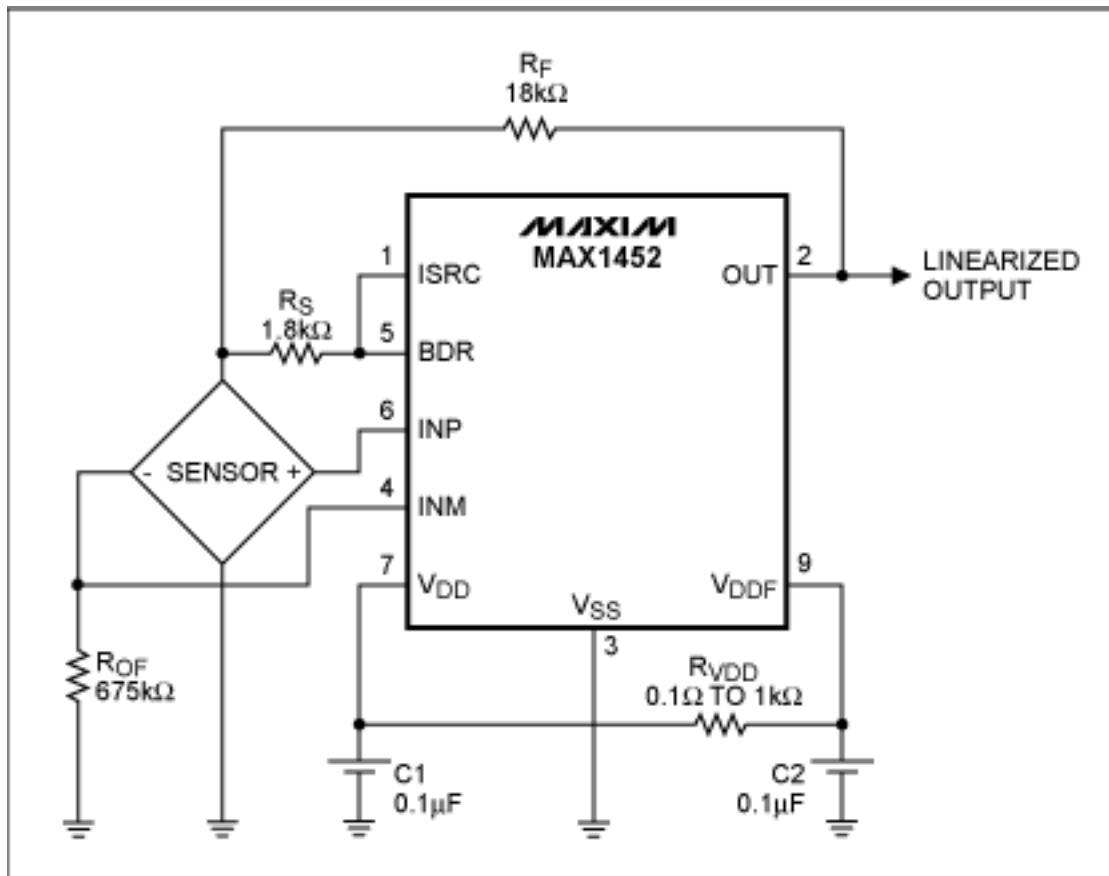 RF
18kΩ
MAXIM
MAX1452
1
ISRC
OUT
2
LINEARIZED
OUTPUT
RS
1.8kΩ
5
BDR
6
INP
- SENSOR +
4
INM
7
VDD
VSS
3
VDDF
9
ROF
675kΩ
RVDD
0.1Ω TO 1kΩ
C1
0.1μF
C2
0.1μF